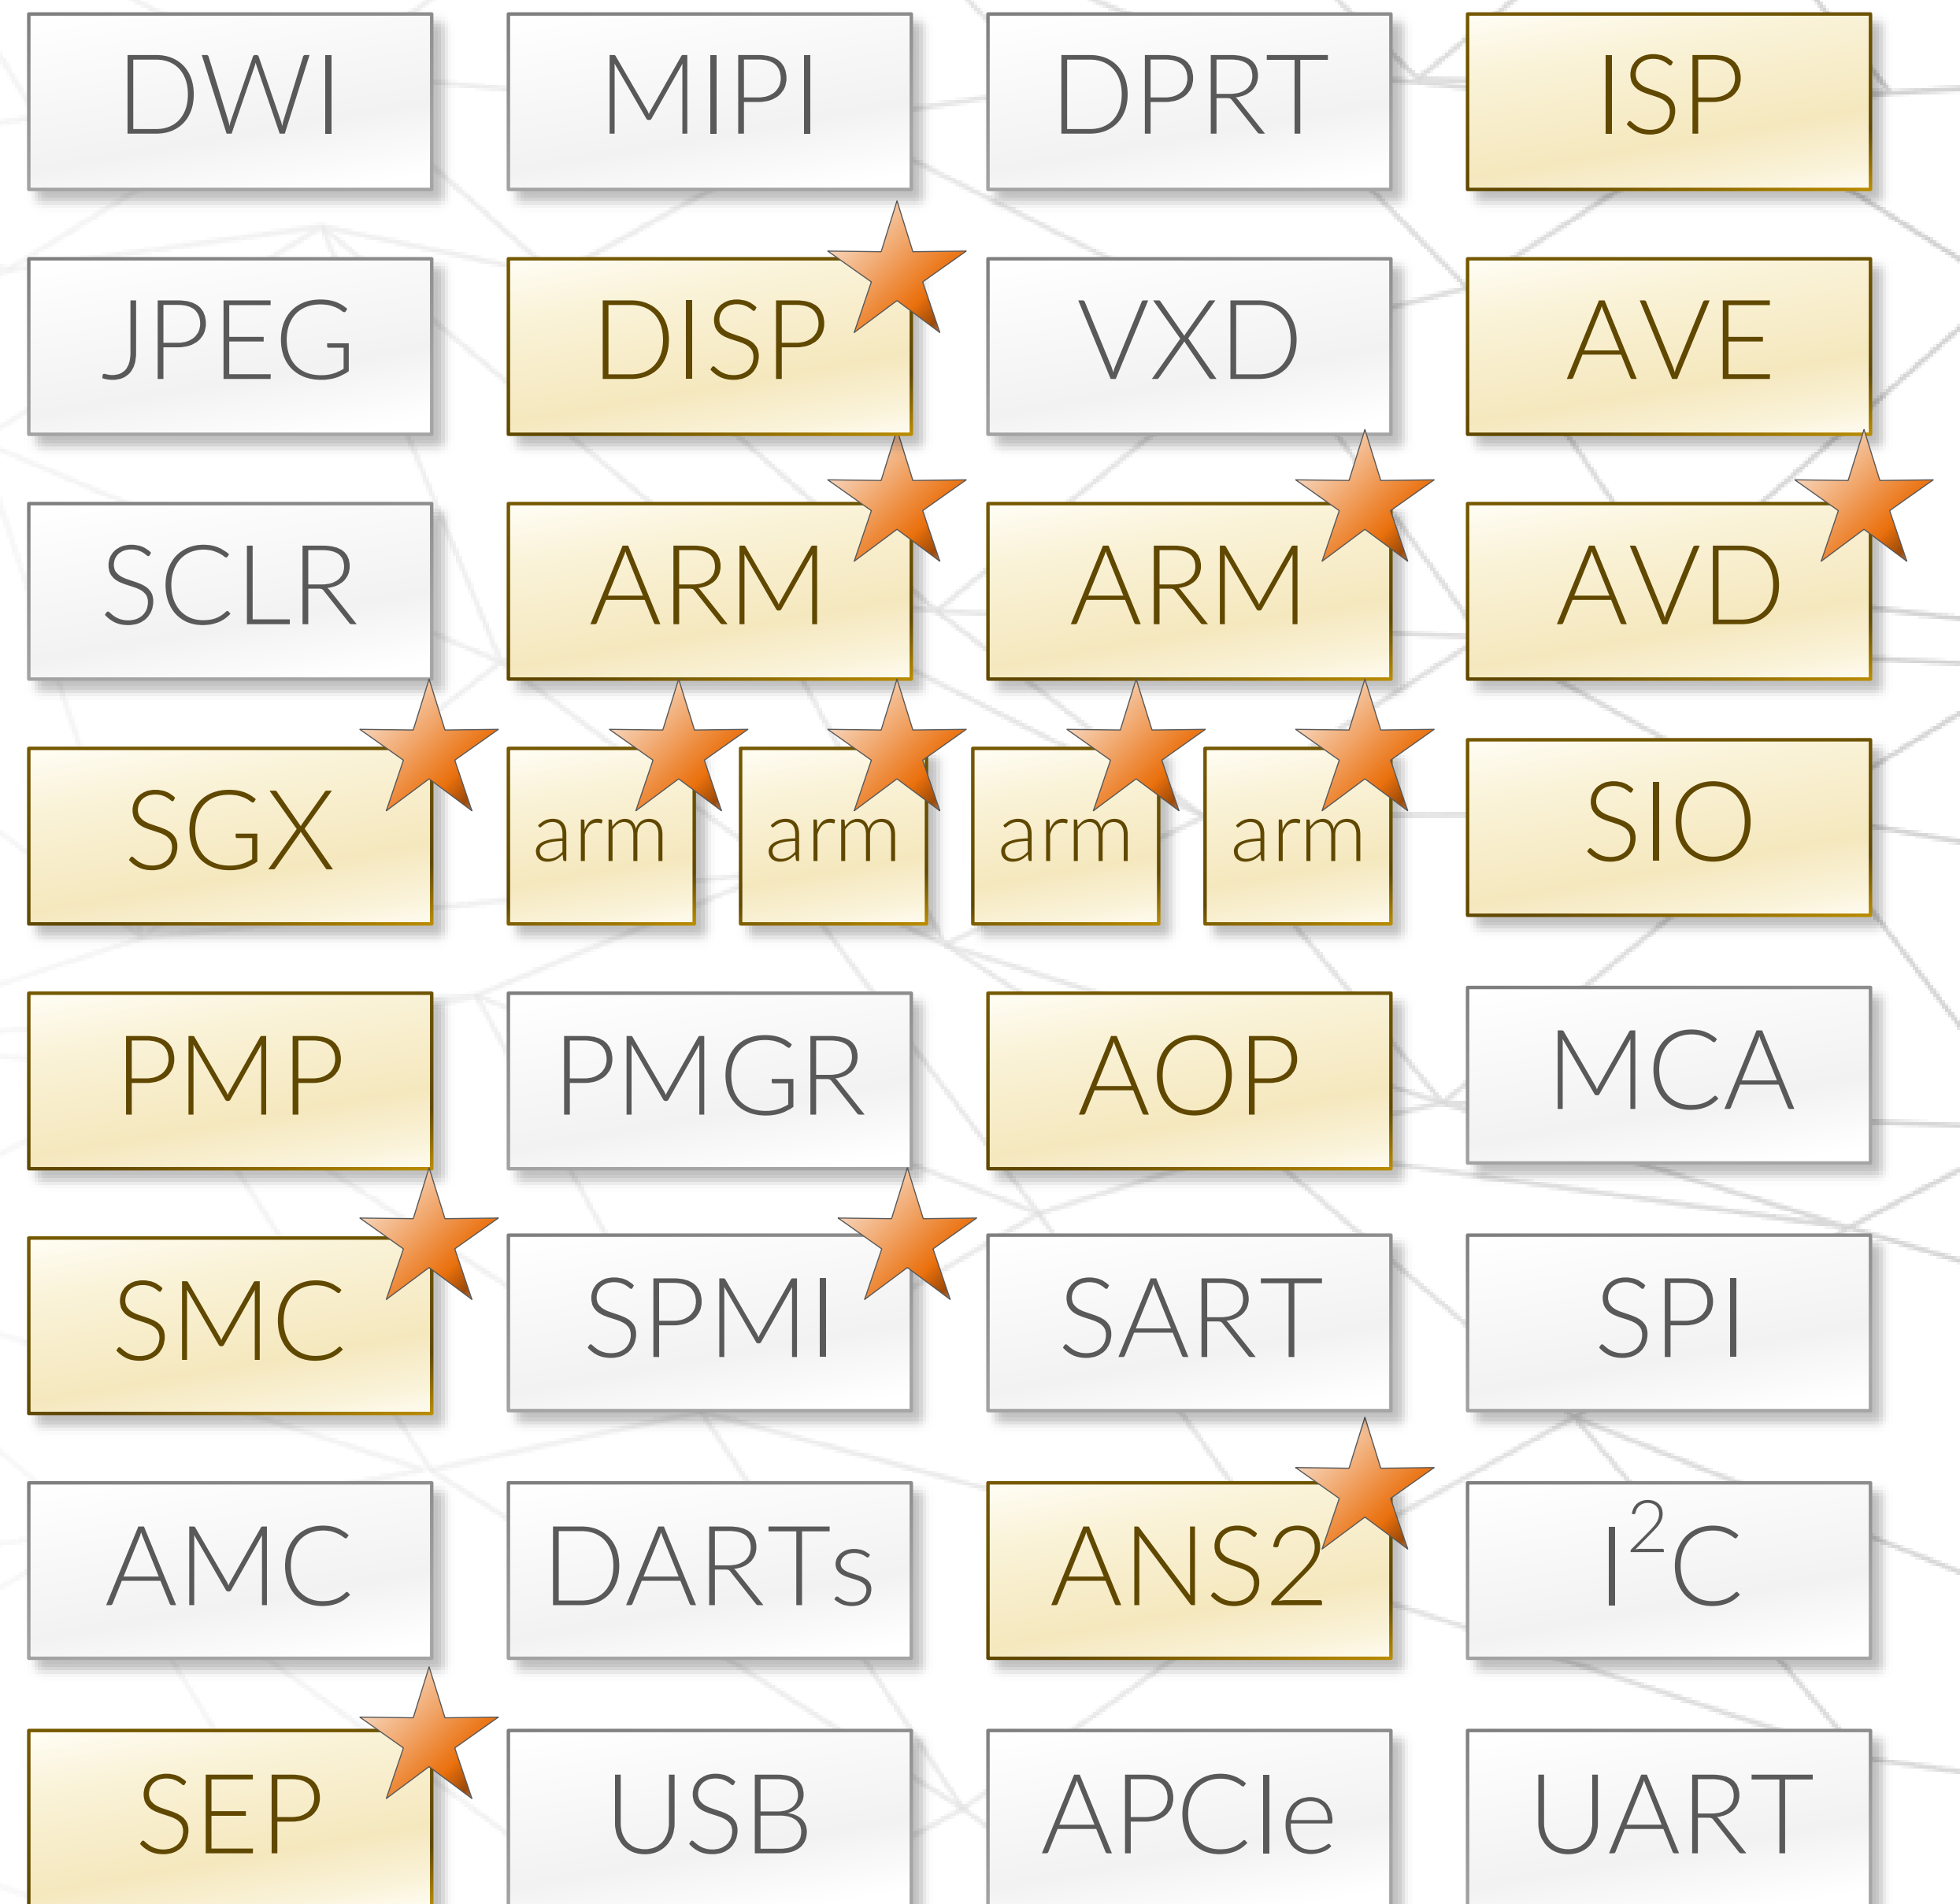 DWI MIPI DPRT ISP
JPEG DISP VXD AVE
SCLR ARM ARM AVD
SGX arm arm arm arm SIO
PMP PMGR AOP MCA
SMC SPMI SART SPI
AMC DARTs ANS2 I²C
SEP USB APCIe UART